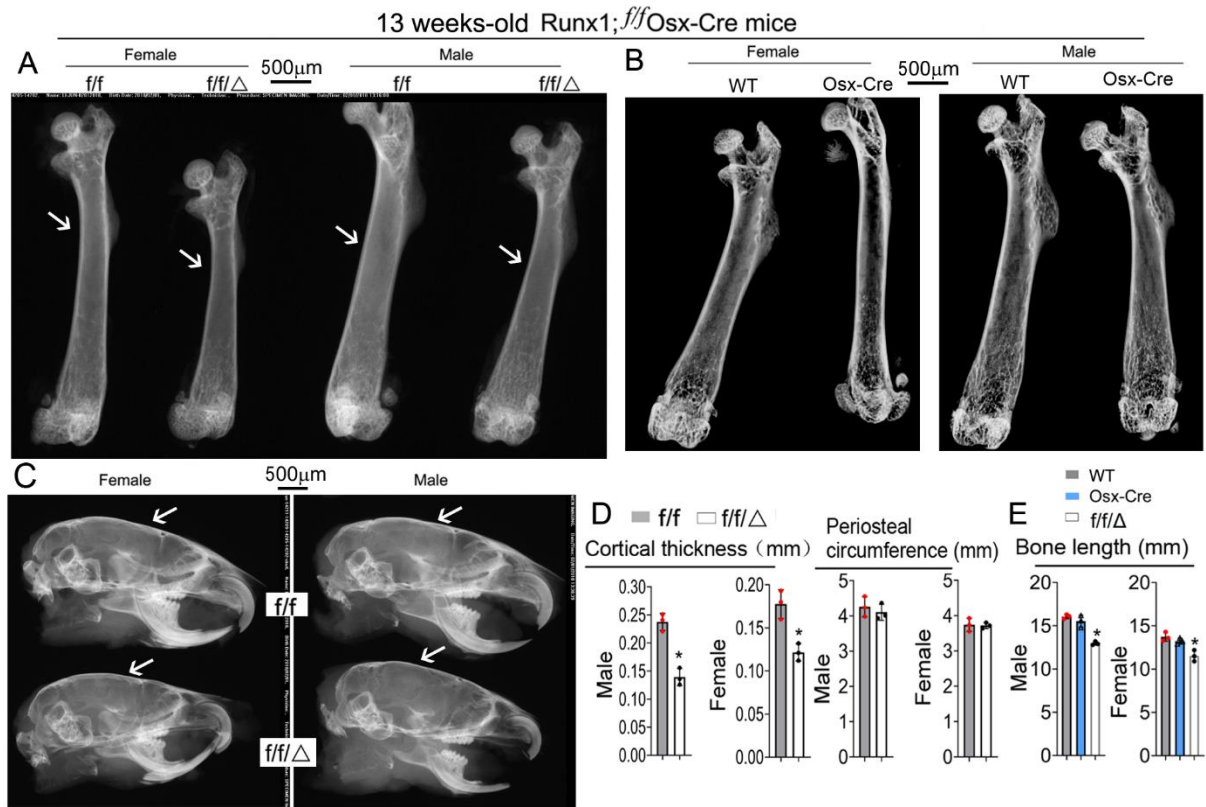 13 weeks-old Runx1; f/fOsx-Cre mice
A
Female
500μm
Male
f/f
f/f/△
f/f
f/f/△
B
Female
500μm
Male
WT
Osx-Cre
WT
Osx-Cre
C
Female
500μm
Male
f/f
f/f/△
D
f/f
f/f/△
Cortical thickness (mm)
0.30
0.25
0.20
0.15
0.25
0.05
0.00
Male
*
0.20
0.15
0.10
0.05
0.00
Female
*
Periosteal
circumference (mm)
5
4
3
2
1
0
Male
5
4
3
2
1
0
Female
E
WT
Osx-Cre
f/f/Δ
Bone length (mm)
20
15
10
5
0
Male
*
20
15
10
5
0
Female
*